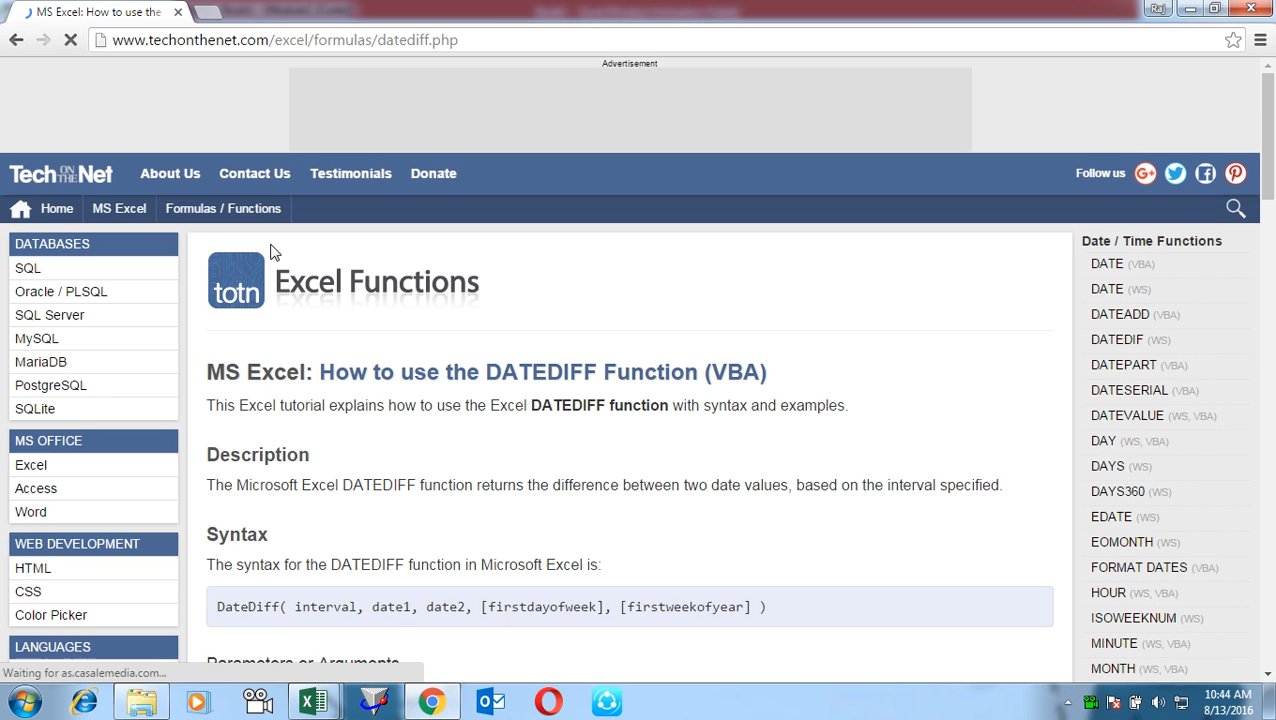 MS Excel: How to use the
Raj
www.techonthenet.com/excel/formulas/datediff.php
Advertisement
Tech ON THE Net About Us Contact Us Testimonials Donate Follow us
Home MS Excel Formulas / Functions
DATABASES
SQL
Oracle / PLSQL
SQL Server
MySQL
MariaDB
PostgreSQL
SQLite
MS OFFICE
Excel
Access
Word
WEB DEVELOPMENT
HTML
CSS
Color Picker
LANGUAGES
totn Excel Functions
MS Excel: How to use the DATEDIFF Function (VBA)
This Excel tutorial explains how to use the Excel DATEDIFF function with syntax and examples.
Description
The Microsoft Excel DATEDIFF function returns the difference between two date values, based on the interval specified.
Syntax
The syntax for the DATEDIFF function in Microsoft Excel is:
DateDiff( interval, date1, date2, [firstdayofweek], [firstweekofyear] )
Parameters or Arguments
Date / Time Functions
DATE (VBA)
DATE (WS)
DATEADD (VBA)
DATEDIF (WS)
DATEPART (VBA)
DATESERIAL (VBA)
DATEVALUE (WS, VBA)
DAY (WS, VBA)
DAYS (WS)
DAYS360 (WS)
EDATE (WS)
EOMONTH (WS)
FORMAT DATES (VBA)
HOUR (WS, VBA)
ISOWEEKNUM (WS)
MINUTE (WS, VBA)
MONTH (WS, VBA)
Waiting for as.casalemedia.com...
10:44 AM
8/13/2016